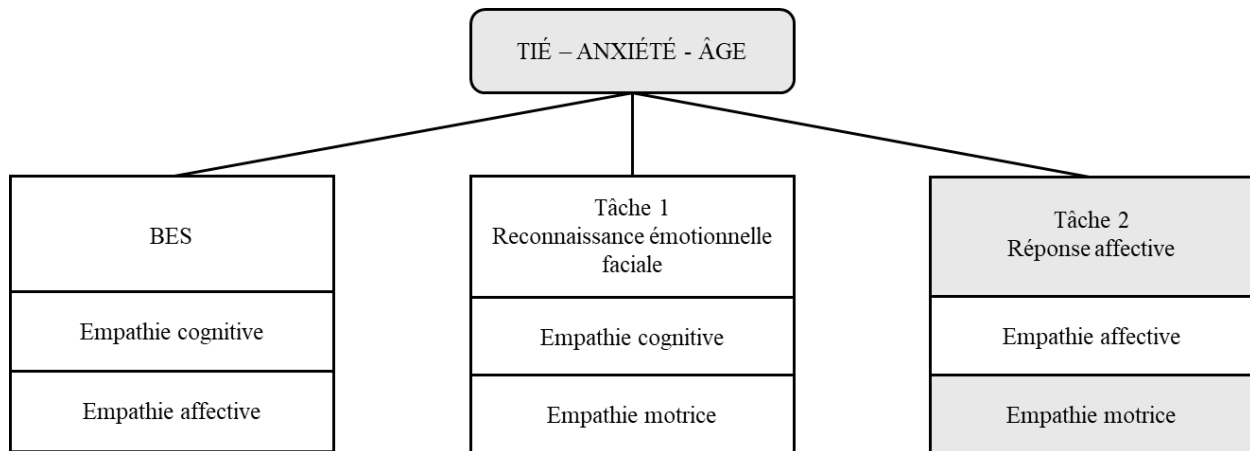 TIÉ – ANXIÉTÉ - ÂGE
BES
Empathie cognitive
Empathie affective
Tâche 1
Reconnaissance émotionnelle
faciale
Empathie cognitive
Empathie motrice
Tâche 2
Réponse affective
Empathie affective
Empathie motrice